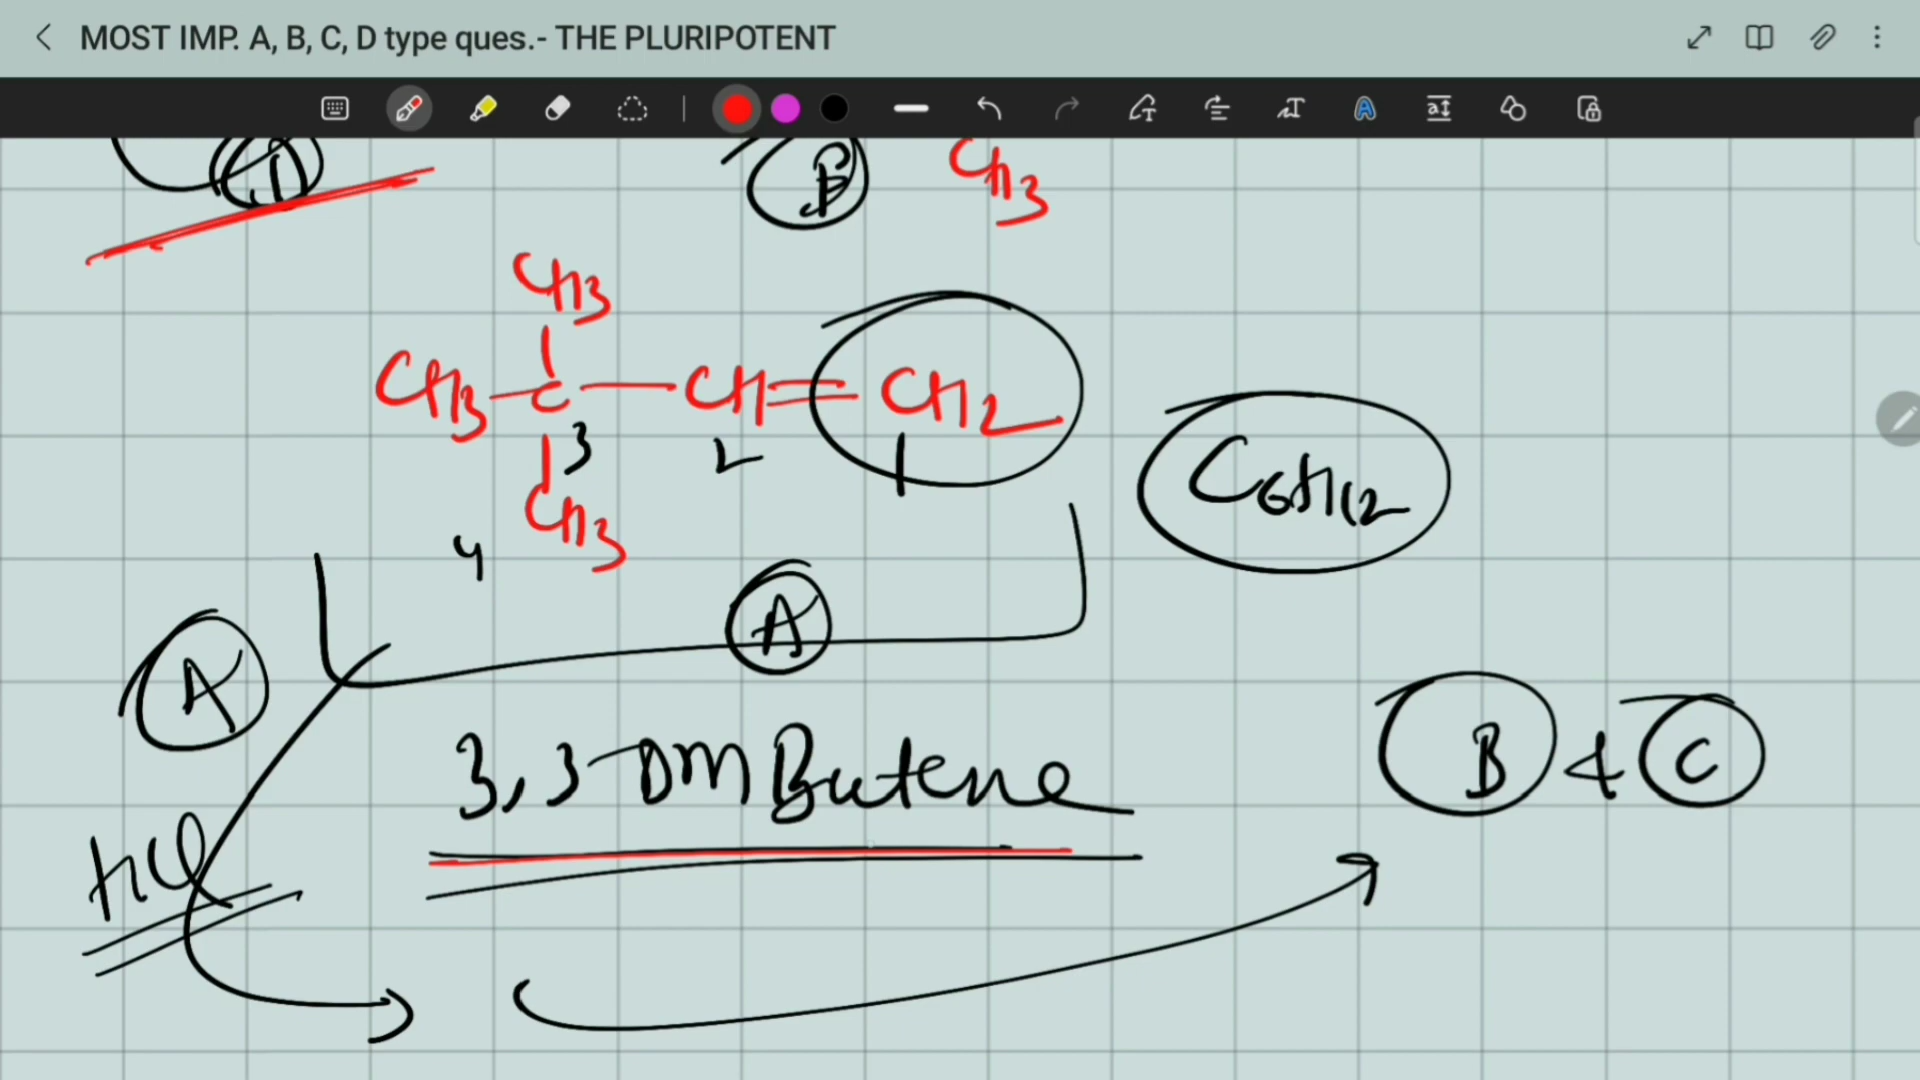 MOST IMP. A, B, C, D type ques.- THE PLURIPOTENT
D B CH3
CH3
CH3 - C — CH = CH2
3 2 1
CH3
C6H12
4
A
A
3,3-DM Butene
B & C
HCl